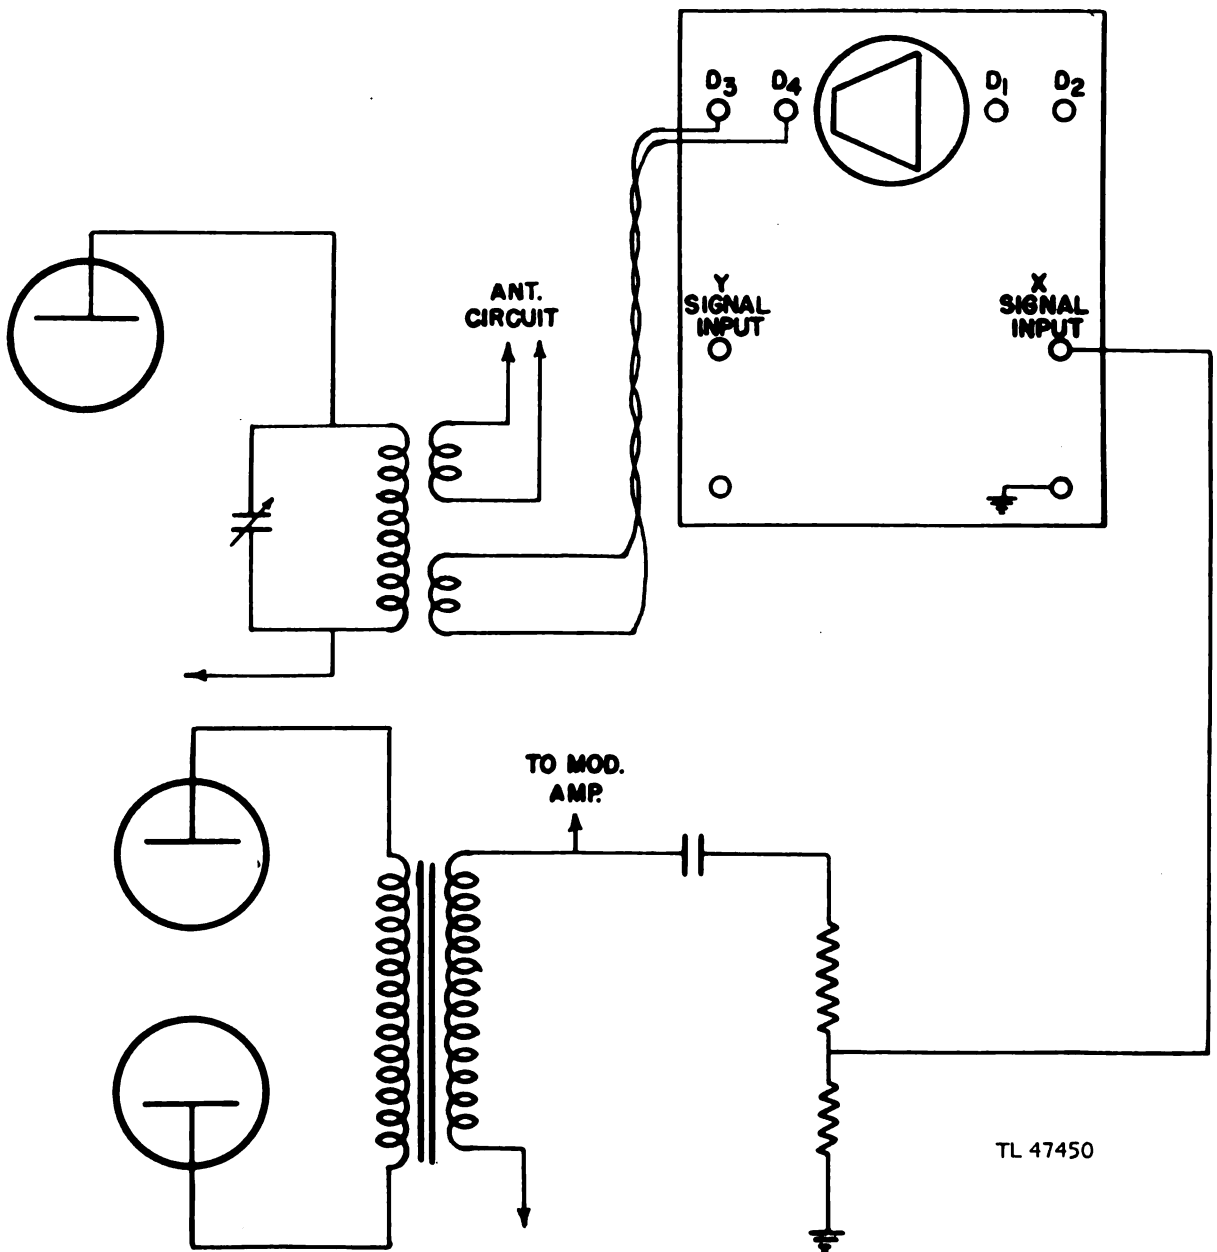 D3 D4 D1 D2
ANT.
CIRCUIT
Y
SIGNAL
INPUT
X
SIGNAL
INPUT
TO MOD.
AMP.
TL 47450